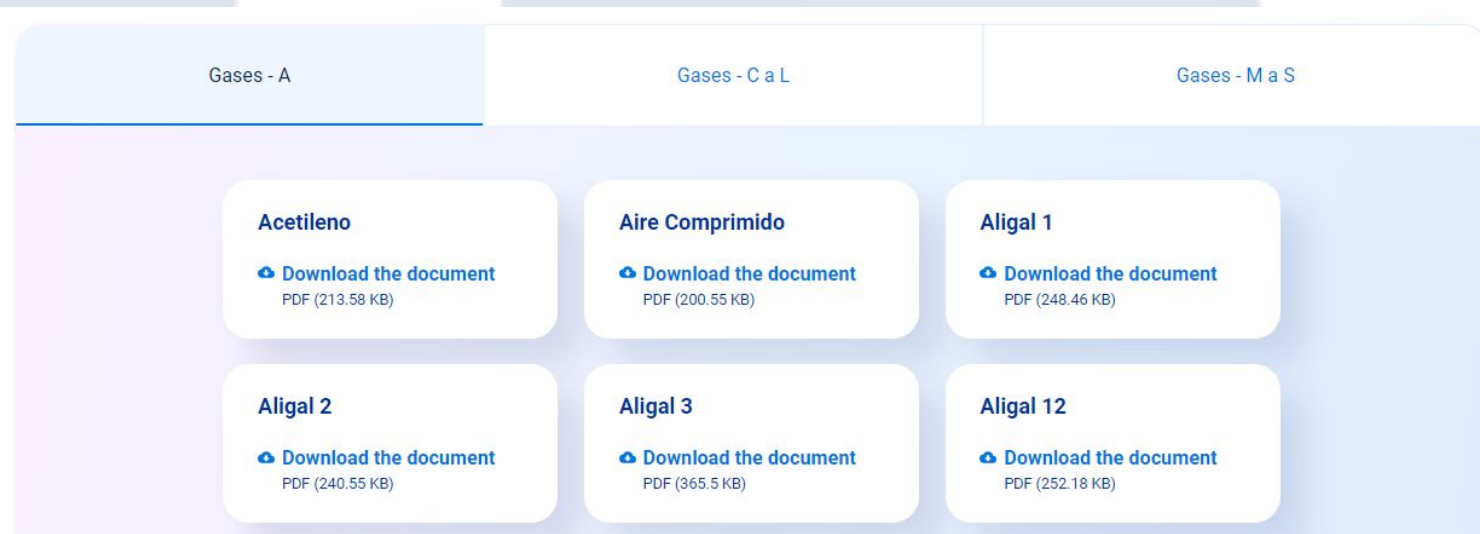 Gases - A
Gases - C a L
Gases - M a S
Acetileno
Download the document
PDF (213.58 KB)
Aire Comprimido
Download the document
PDF (200.55 KB)
Aligal 1
Download the document
PDF (248.46 KB)
Aligal 2
Download the document
PDF (240.55 KB)
Aligal 3
Download the document
PDF (365.5 KB)
Aligal 12
Download the document
PDF (252.18 KB)